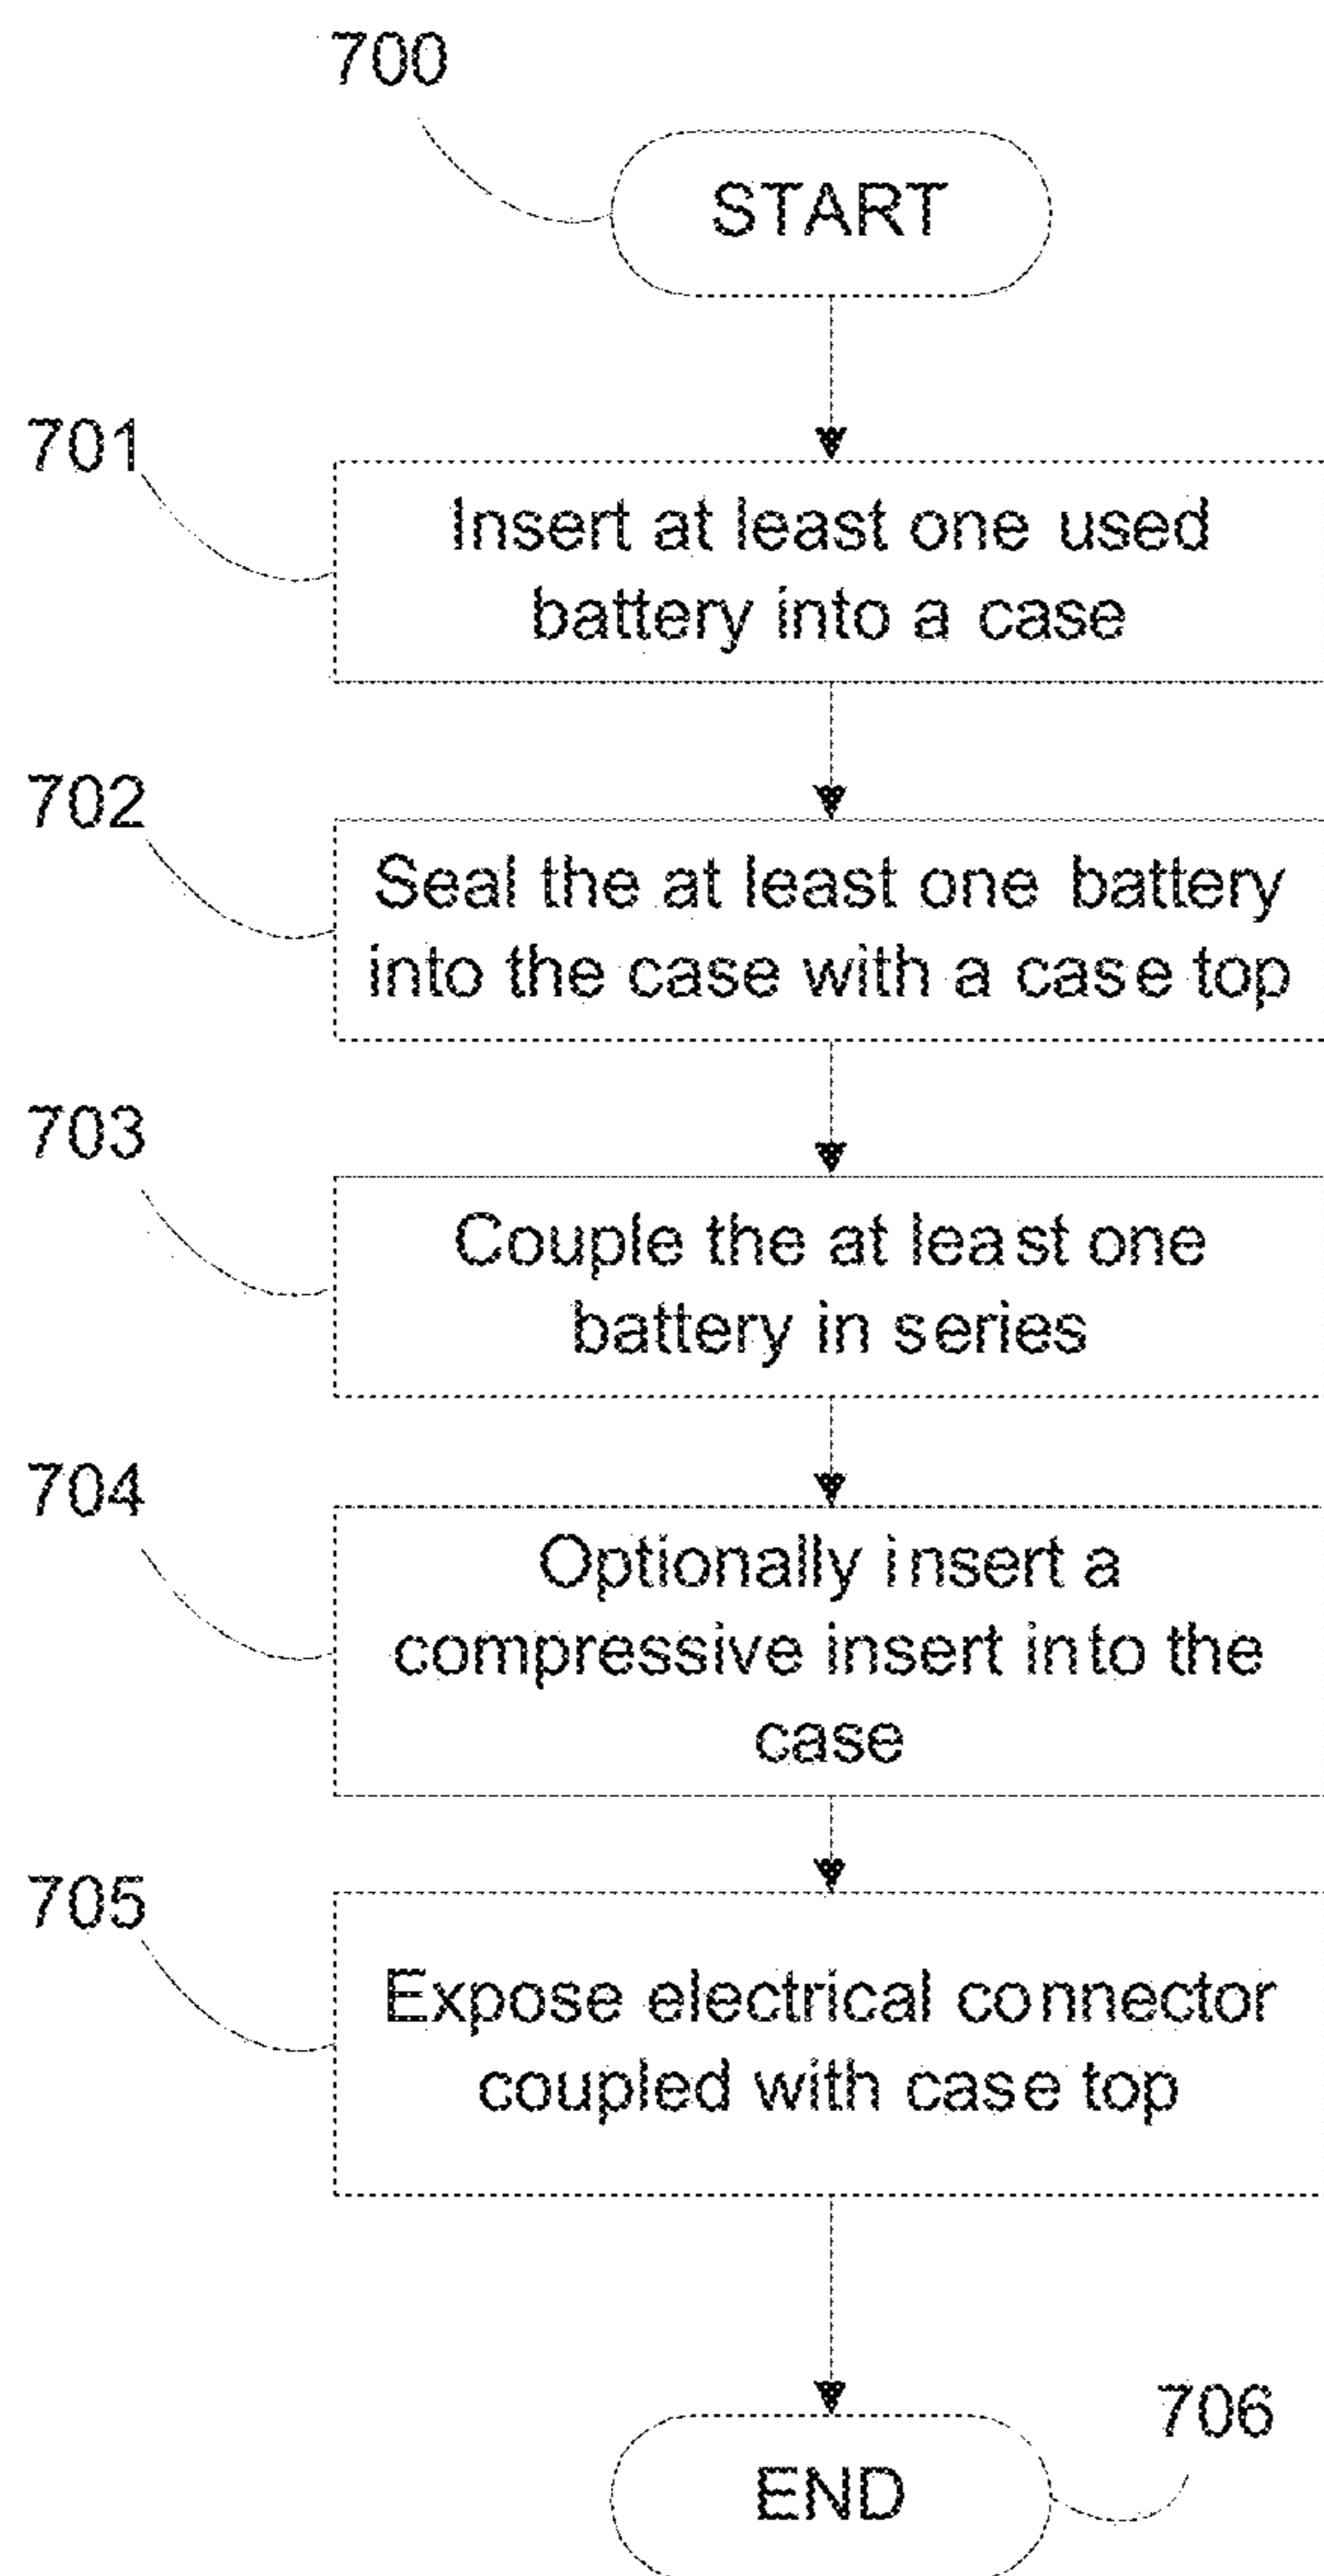 700
START
701
Insert at least one used
battery into a case
702
Seal the at least one battery
into the case with a case top
703
Couple the at least one
battery in series
704
Optionally insert a
compressive insert into the
case
705
Expose electrical connector
coupled with case top
706
END